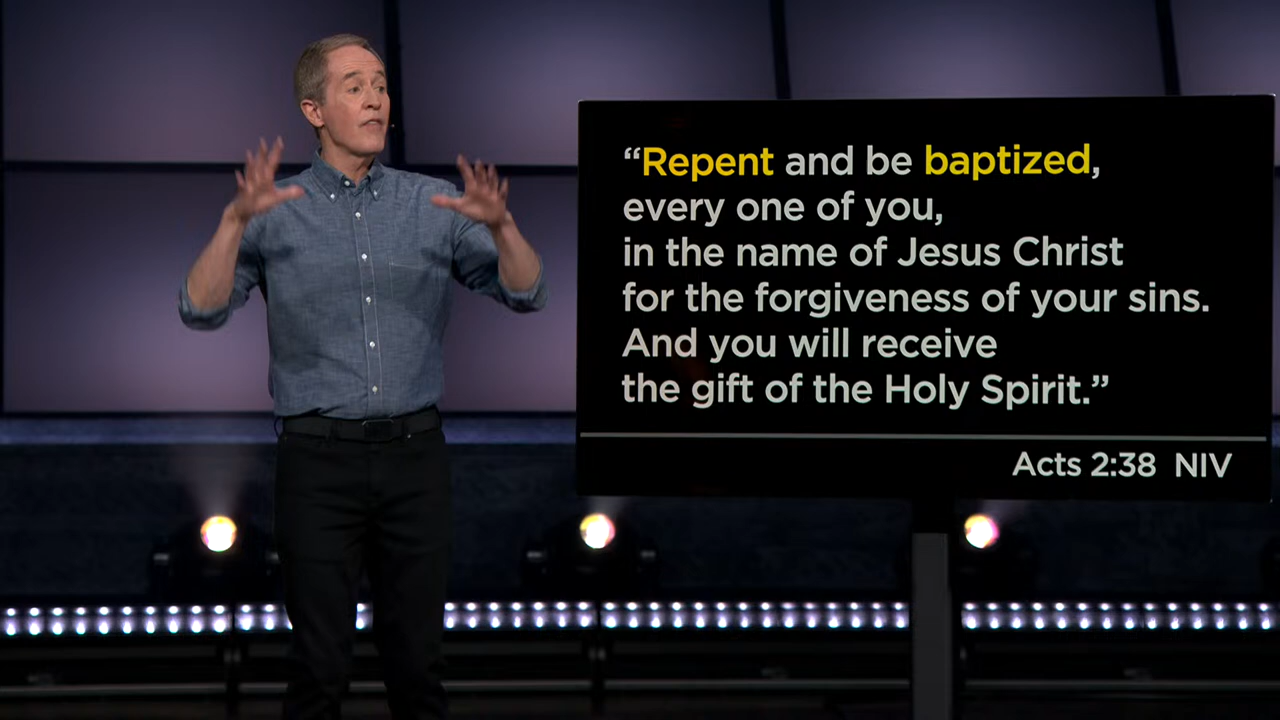 “Repent and be baptized,
every one of you,
in the name of Jesus Christ
for the forgiveness of your sins.
And you will receive
the gift of the Holy Spirit.”
Acts 2:38 NIV